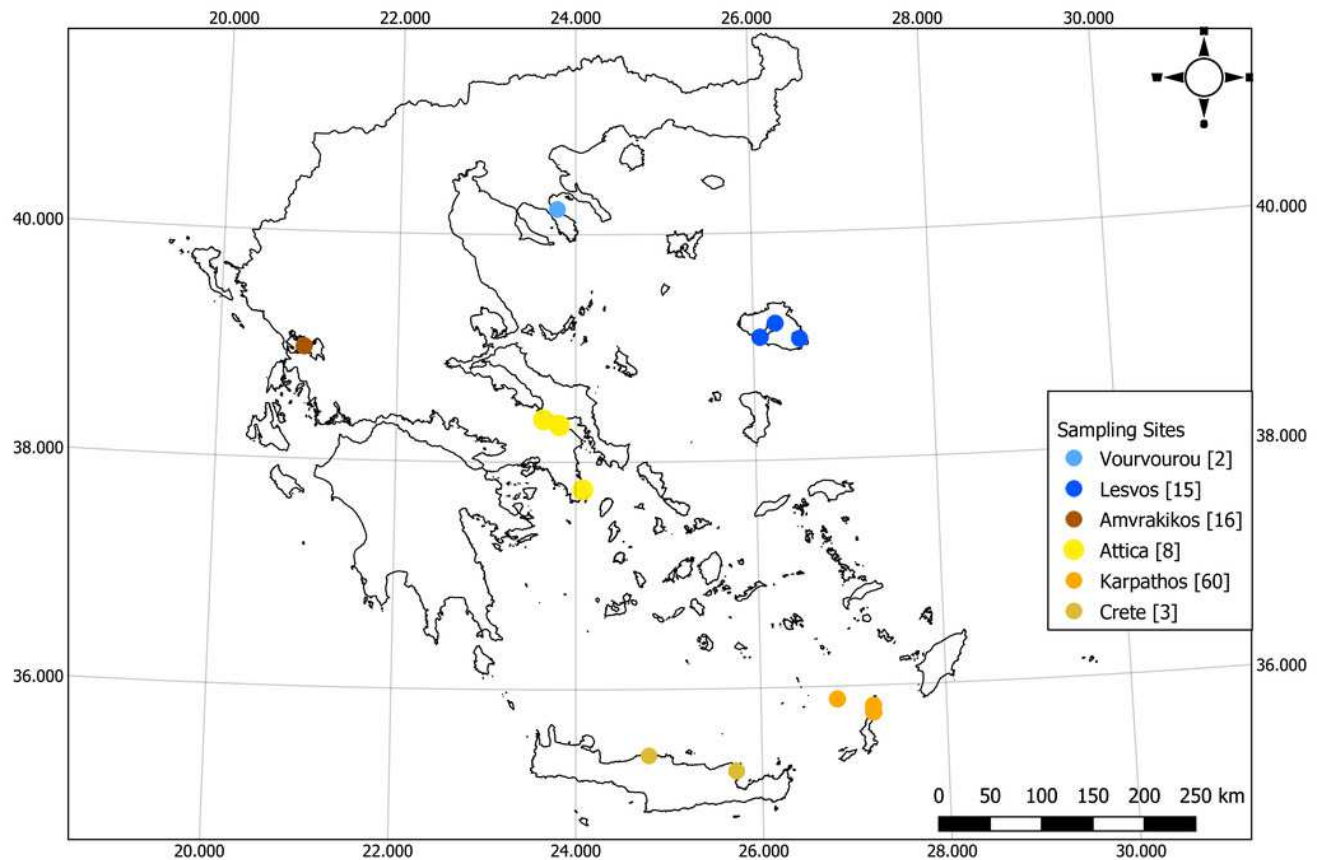 20.000 22.000 24.000 26.000 28.000 30.000
40.000 40.000
38.000 38.000
Sampling Sites
Vourvourou [2]
Lesvos [15]
Amvrakikos [16]
Attica [8]
Karpathos [60]
Crete [3]
36.000 36.000
0 50 100 150 200 250 km
20.000 22.000 24.000 26.000 28.000 30.000